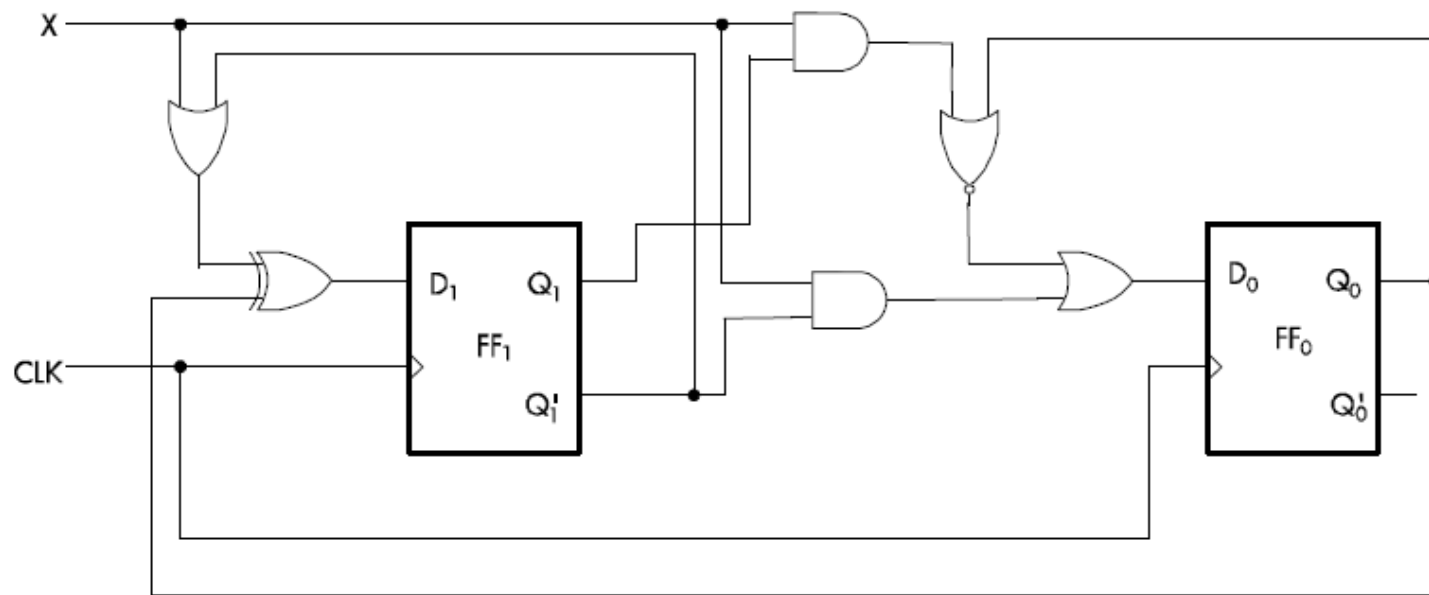 X
D₁ Q₁
FF₁
Q₁'
CLK
D₀ Q₀
FF₀
Q₀'